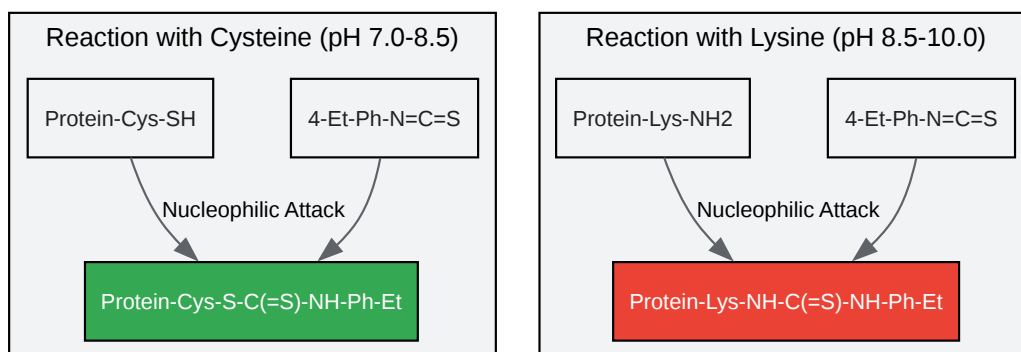 Reaction with Cysteine (pH 7.0-8.5)
Protein-Cys-SH
4-Et-Ph-N=C=S
Nucleophilic Attack
Protein-Cys-S-C(=S)-NH-Ph-Et
Reaction with Lysine (pH 8.5-10.0)
Protein-Lys-NH2
4-Et-Ph-N=C=S
Nucleophilic Attack
Protein-Lys-NH-C(=S)-NH-Ph-Et